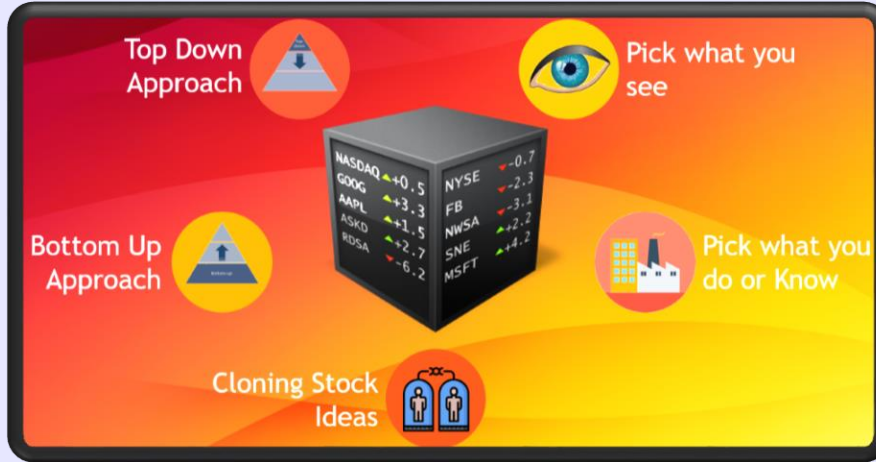 Top Down
Approach
Pick what you
see
NASDAQ +0.5
GOOG +3.3
AAPL +1.5
ASKD +2.7
RDSA -6.2
NYSE -0.7
FB -2.3
NWSA -3.1
SNE +2.2
MSFT +4.2
Bottom Up
Approach
Bottom up
Pick what you
do or Know
Cloning Stock
Ideas